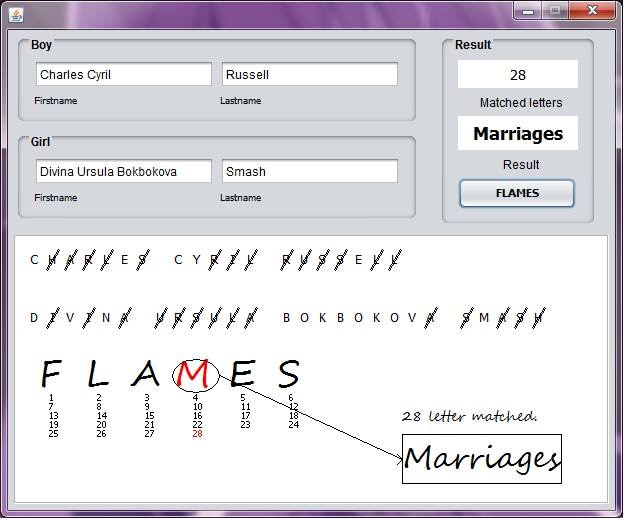 Boy
Charles Cyril Russell
Firstname Lastname
Girl
Divina Ursula Bokbokova Smash
Firstname Lastname
Result
28
Matched letters
Marriages
Result
FLAMES
C H A R L E S C Y R I L R U S S E L L
D I V I N A U R S U L A B O K B O K O V A S M A S H
F L A M E S
1 2 3 4 5 6
7 8 9 10 11 12
13 14 15 16 17 18
19 20 21 22 23 24
25 26 27 28
28 letter matched.
Marriages